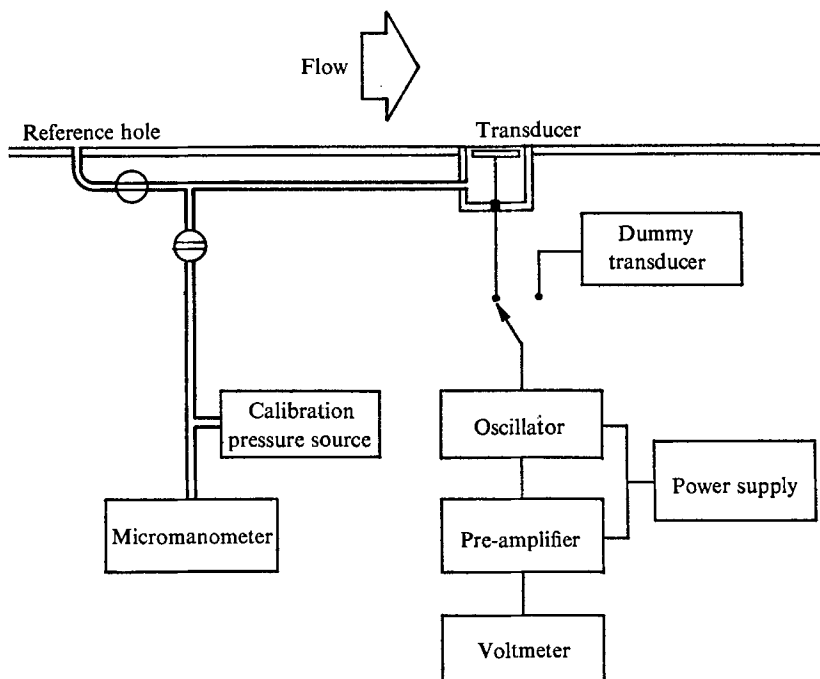 Flow
Reference hole
Transducer
Dummy
transducer
Calibration
pressure source
Oscillator
Power supply
Micromanometer
Pre-amplifier
Voltmeter